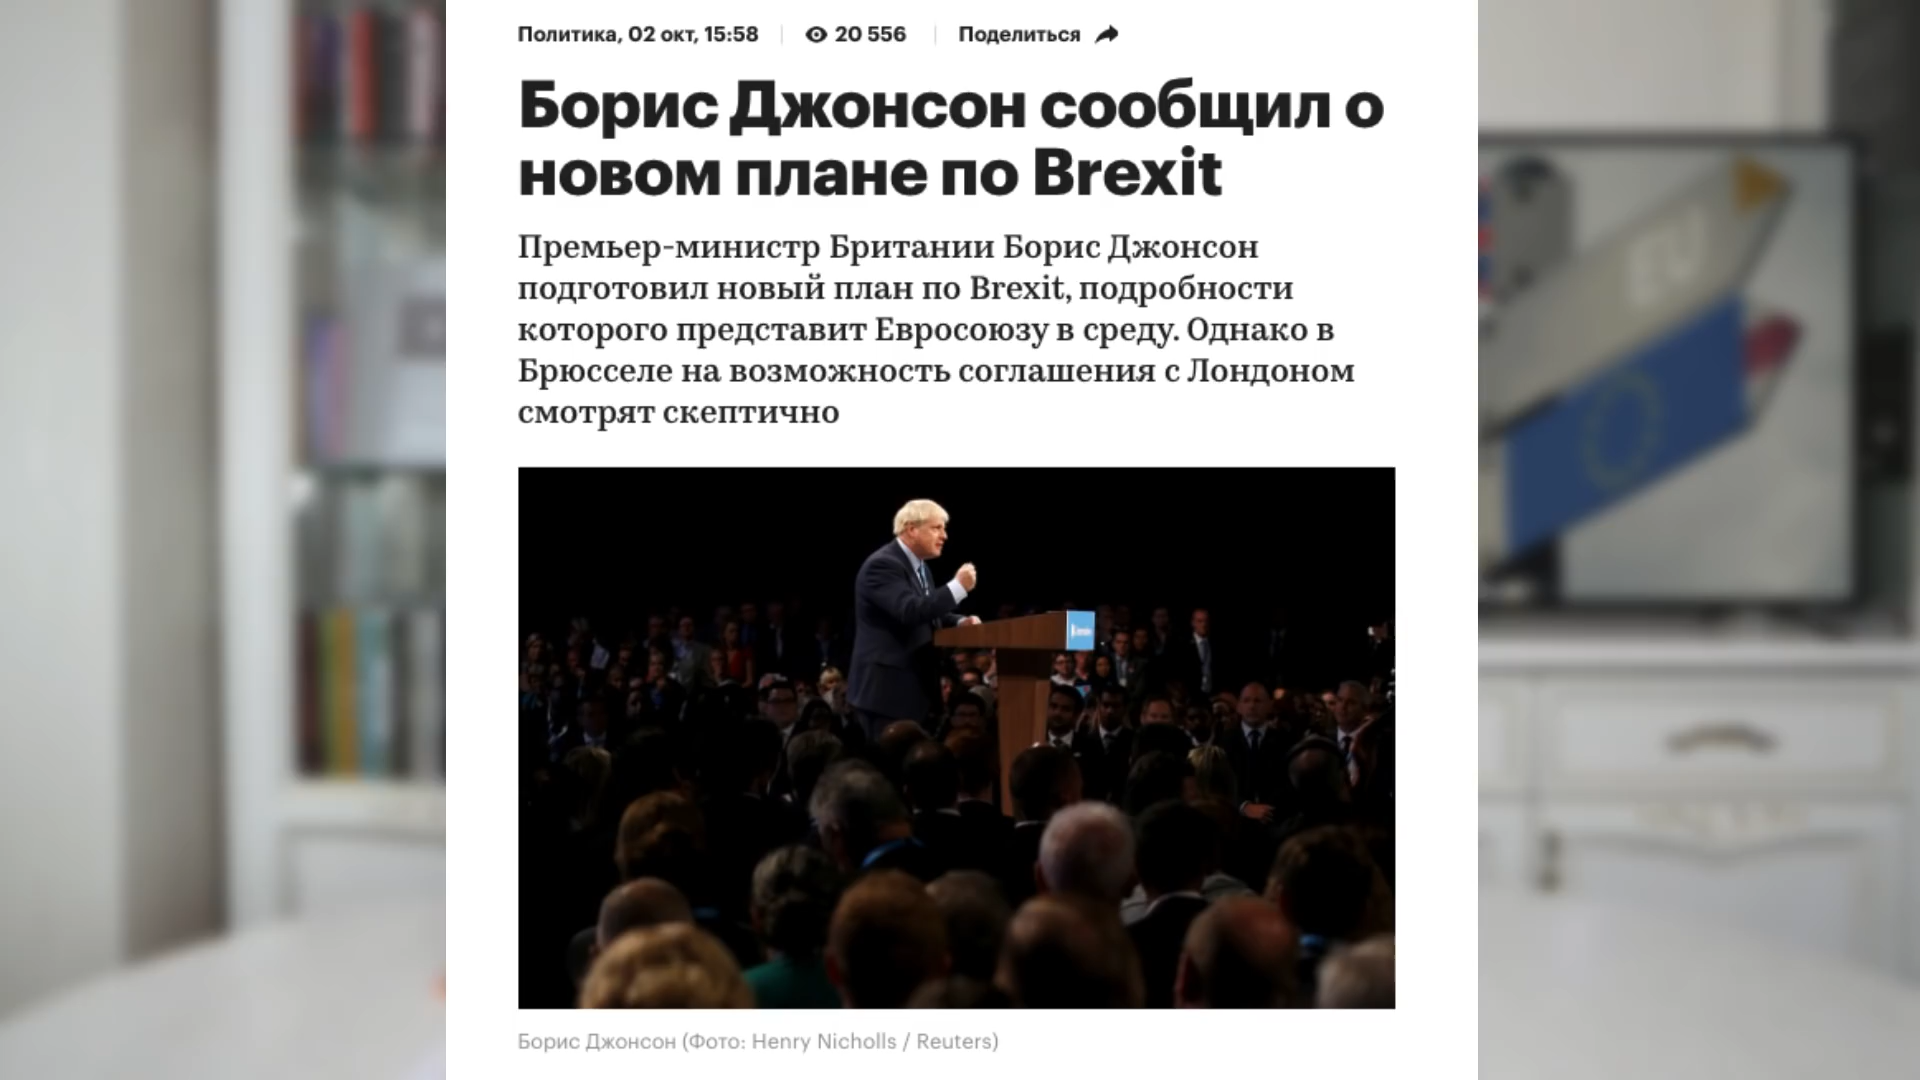 Политика, 02 окт, 15:58 20 556 Поделиться
Борис Джонсон сообщил о
новом плане по Brexit
Премьер-министр Британии Борис Джонсон
подготовил новый план по Brexit, подробности
которого представит Евросоюзу в среду. Однако в
Брюсселе на возможность соглашения с Лондоном
смотрят скептично
EU
Борис Джонсон (Фото: Henry Nicholls / Reuters)